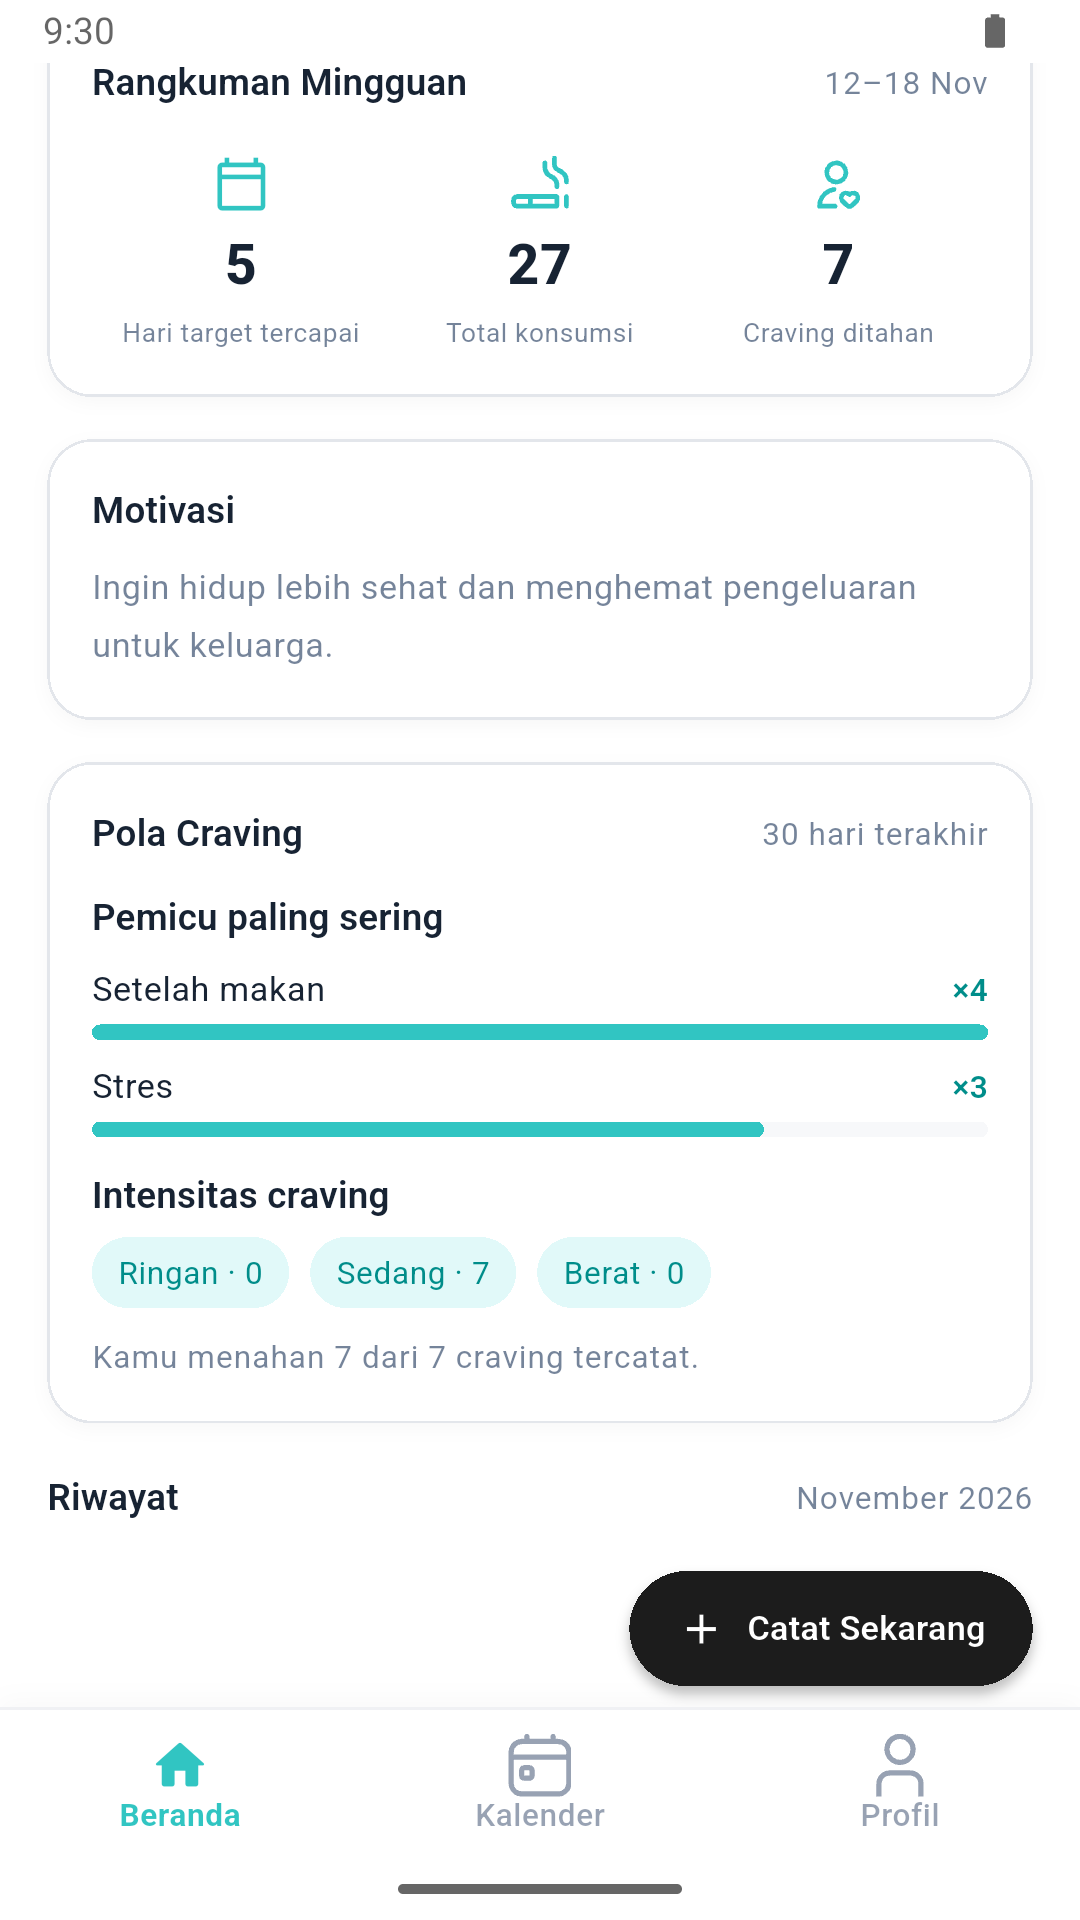 9:30
Rangkuman Mingguan
12–18 Nov
5
27
7
Hari target tercapai
Total konsumsi
Craving ditahan
Motivasi
Ingin hidup lebih sehat dan menghemat pengeluaran
untuk keluarga.
Pola Craving
30 hari terakhir
Pemicu paling sering
Setelah makan
×4
Stres
×3
Intensitas craving
Ringan · 0
Sedang · 7
Berat · 0
Kamu menahan 7 dari 7 craving tercatat.
Riwayat
November 2026
Catat Sekarang
Beranda
Kalender
Profil